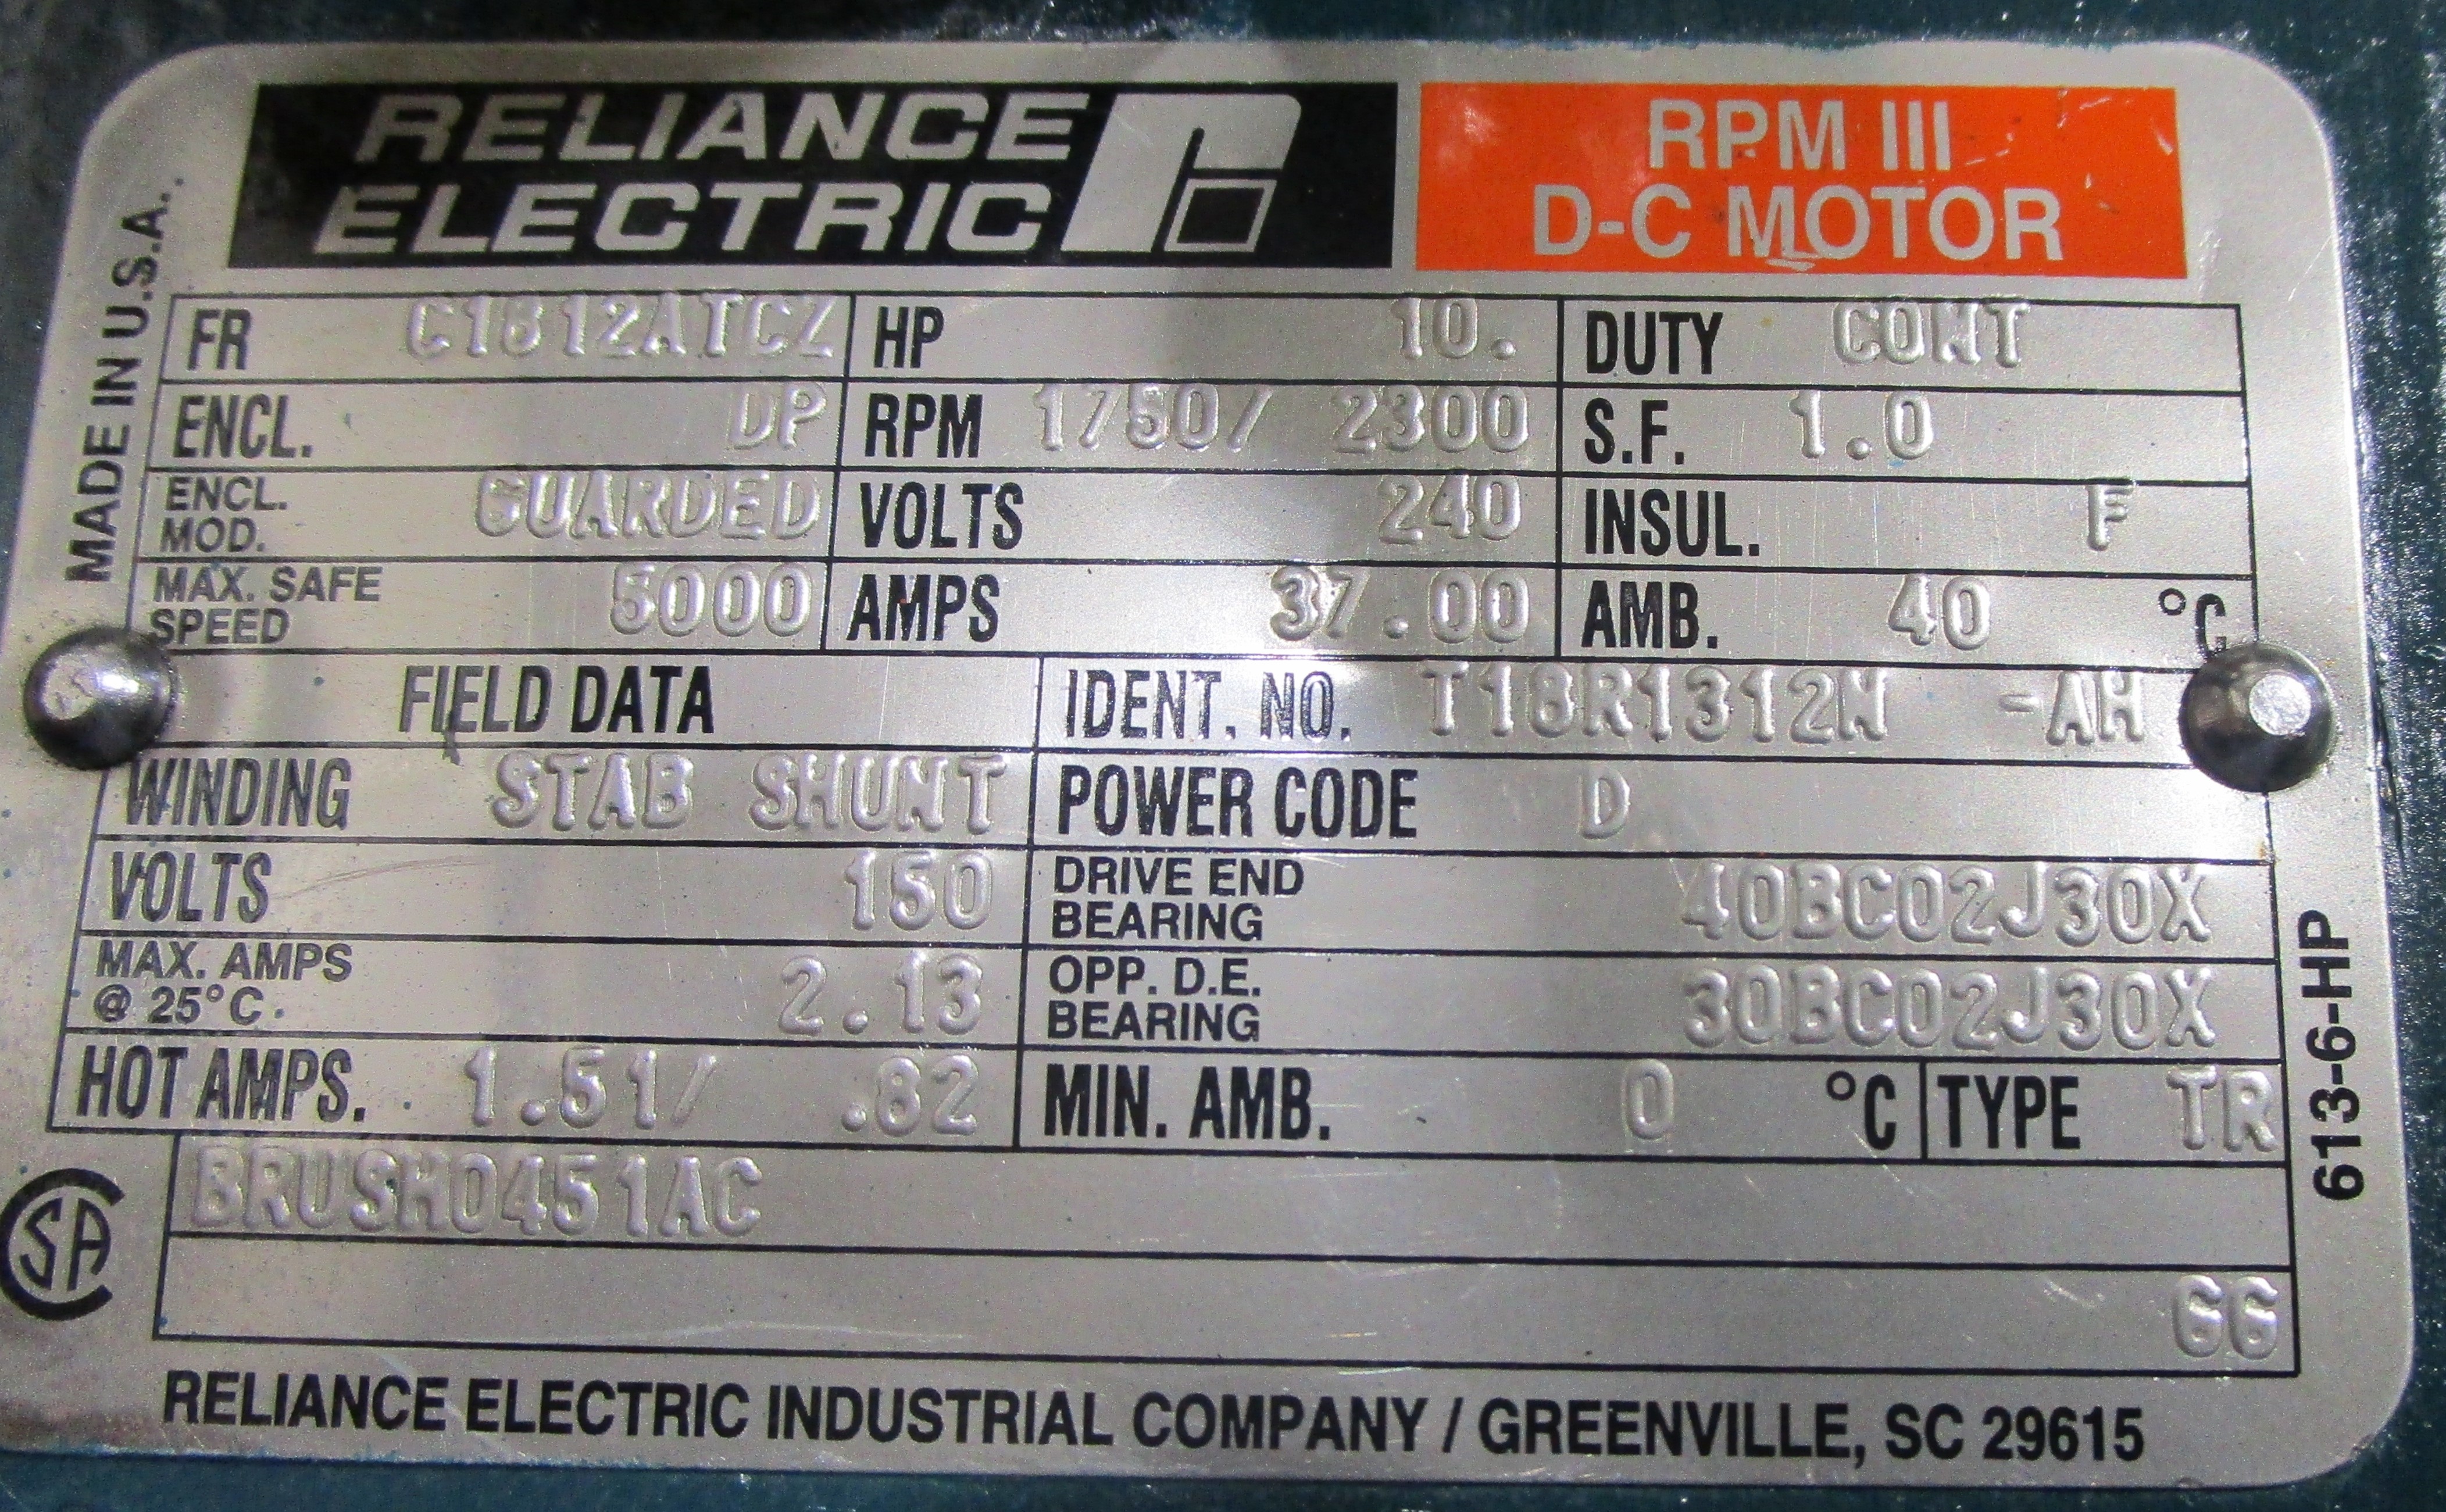 RELIANCE
ELECTRIC
RPM III
D-C MOTOR
MADE IN U.S.A.
FR C1812ATCZ HP 10. DUTY CONT
ENCL. DP RPM 1750/ 2300 S.F. 1.0
ENCL. MOD. GUARDED VOLTS 240 INSUL. F
MAX. SAFE SPEED 5000 AMPS 37.00 AMB. 40 °C
FIELD DATA IDENT. NO. T18R1312N -AH
WINDING STAB SHUNT POWER CODE D
VOLTS 150 DRIVE END BEARING 40BC02J30X
MAX. AMPS @ 25°C. 2.13 OPP. D.E. BEARING 30BC02J30X
HOT AMPS. 1.51/ .82 MIN. AMB. 0 °C TYPE TR
BRUSH0451AC
GG
613-6-HP
SA
RELIANCE ELECTRIC INDUSTRIAL COMPANY / GREENVILLE, SC 29615